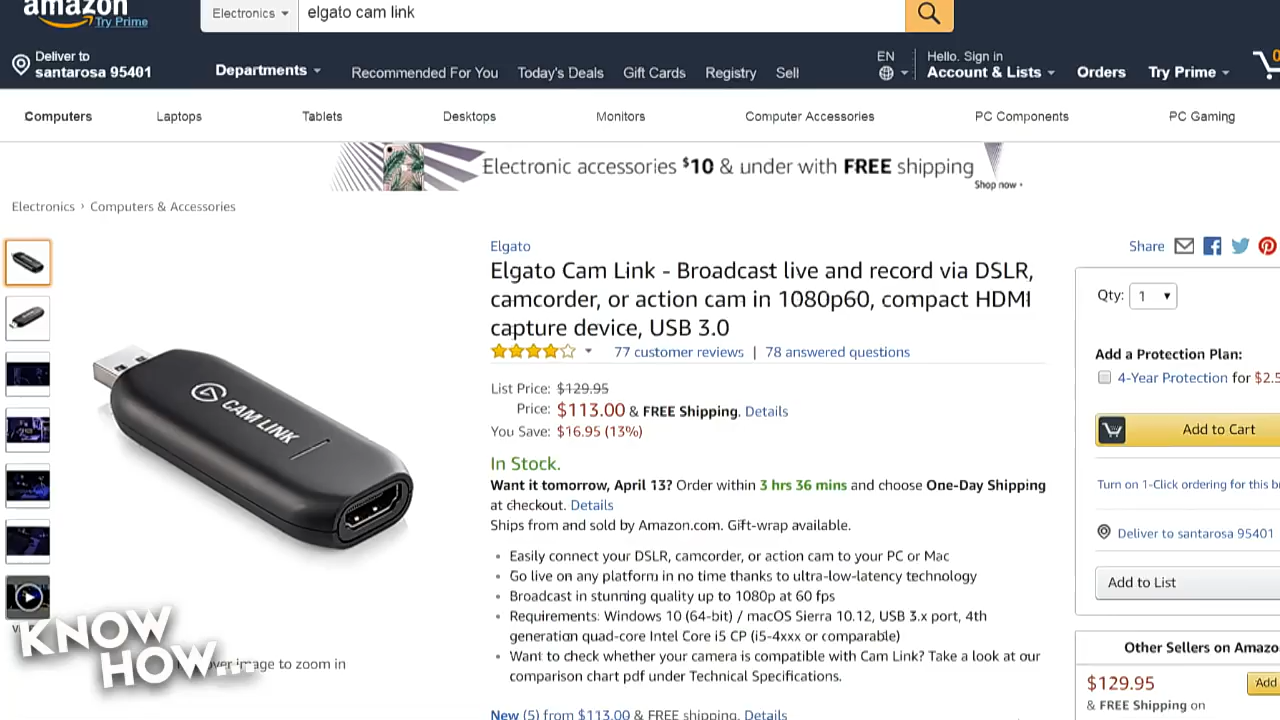 amazon
Try Prime
Electronics
elgato cam link
Deliver to
santarosa 95401
Departments
Recommended For You
Today's Deals
Gift Cards
Registry
Sell
EN
Hello. Sign in
Account & Lists
Orders
Try Prime
0
Computers
Laptops
Tablets
Desktops
Monitors
Computer Accessories
PC Components
PC Gaming
Electronic accessories $10 & under with FREE shipping
Shop now ›
Electronics › Computers & Accessories
Elgato
Share
Elgato Cam Link - Broadcast live and record via DSLR,
camcorder, or action cam in 1080p60, compact HDMI
capture device, USB 3.0
77 customer reviews | 78 answered questions
List Price: $129.95
Price: $113.00 & FREE Shipping. Details
You Save: $16.95 (13%)
In Stock.
Want it tomorrow, April 13? Order within 3 hrs 36 mins and choose One-Day Shipping
at checkout. Details
Ships from and sold by Amazon.com. Gift-wrap available.
• Easily connect your DSLR, camcorder, or action cam to your PC or Mac
• Go live on any platform in no time thanks to ultra-low-latency technology
• Broadcast in stunning quality up to 1080p at 60 fps
• Requirements: Windows 10 (64-bit) / macOS Sierra 10.12, USB 3.x port, 4th
generation quad-core Intel Core i5 CP (i5-4xxx or comparable)
• Want to check whether your camera is compatible with Cam Link? Take a look at our
comparison chart pdf under Technical Specifications.
New (5) from $113.00 & FREE shipping. Details
CAM LINK
KNOW
HOW...
over image to zoom in
Qty: 1
Add a Protection Plan:
4-Year Protection for $2.5
Add to Cart
Turn on 1-Click ordering for this b
Deliver to santarosa 95401
Add to List
Other Sellers on Amazo
$129.95
Add
& FREE Shipping on